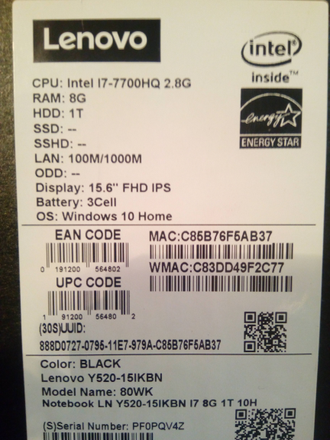 Lenovo
intel
inside™
CPU: Intel I7-7700HQ 2.8G
RAM: 8G
HDD: 1T
SSD: --
SSHD: --
LAN: 100M/1000M
ODD: --
Display: 15.6" FHD IPS
Battery: 3Cell
OS: Windows 10 Home
energy
ENERGY STAR
EAN CODE
0 191200 564802
MAC:C85B76F5AB37
WMAC:C83DD49F2C77
UPC CODE
1 91200 56480 2
(30S)UUID:
888D0727-0795-11E7-979A-C85B76F5AB37
Color: BLACK
Lenovo Y520-15IKBN
Model Name: 80WK
Notebook LN Y520-15IKBN I7 8G 1T 10H
(S)Serial Number: PF0PQV4Z